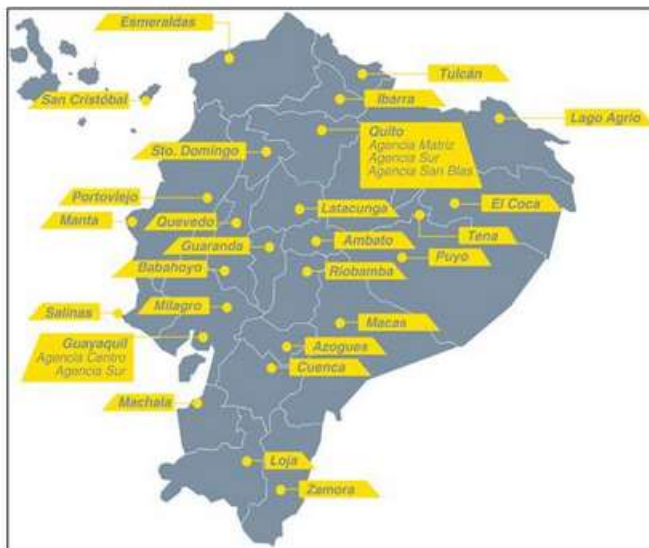 Esmeraldas
Tulcán
San Cristóbal
Ibarra
Lago Agrio
Quito
Agencia Matriz
Agencia Sur
Agencia San Blas
Sto. Domingo
Portoviejo
El Coca
Latacunga
Manta
Quevedo
Tena
Guaranda
Ambato
Puyo
Babahoyo
Riobamba
Salinas
Milagro
Macas
Guayaquil
Agencia Centro
Agencia Sur
Azogues
Cuenca
Machala
Loja
Zamora